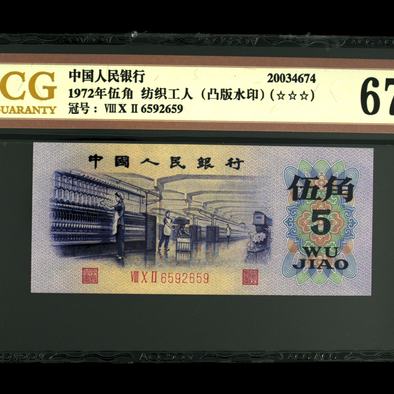 CG
GUARANTY
中国人民银行
20034674
1972年伍角 纺织工人 (凸版水印) (☆☆☆)
冠号: Ⅷ Ⅹ Ⅱ 6592659
67
中國人民銀行
伍角
5
WU
JIAO
Ⅷ Ⅹ Ⅱ 6592659